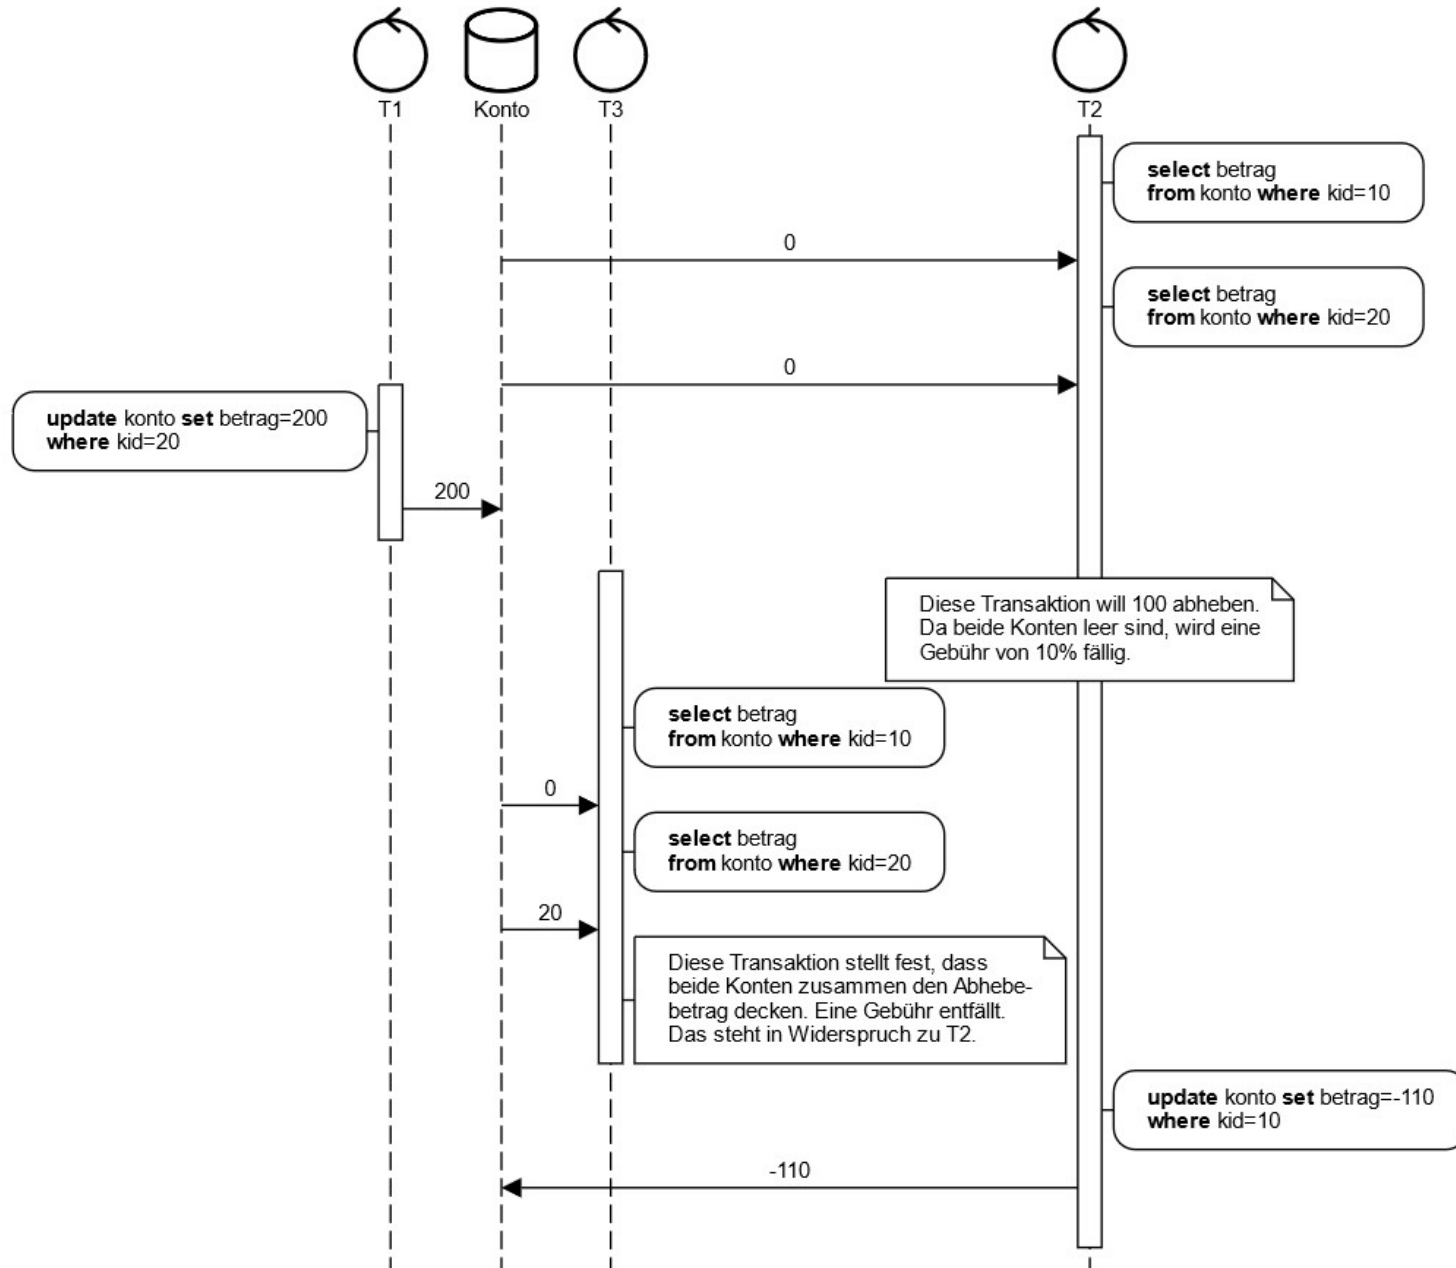 T1
Konto
T3
T2
select betrag
from konto where kid=10
0
select betrag
from konto where kid=20
0
update konto set betrag=200
where kid=20
200
Diese Transaktion will 100 abheben.
Da beide Konten leer sind, wird eine
Gebühr von 10% fällig.
select betrag
from konto where kid=10
0
select betrag
from konto where kid=20
20
Diese Transaktion stellt fest, dass
beide Konten zusammen den Abhebe-
betrag decken. Eine Gebühr entfällt.
Das steht in Widerspruch zu T2.
update konto set betrag=-110
where kid=10
-110